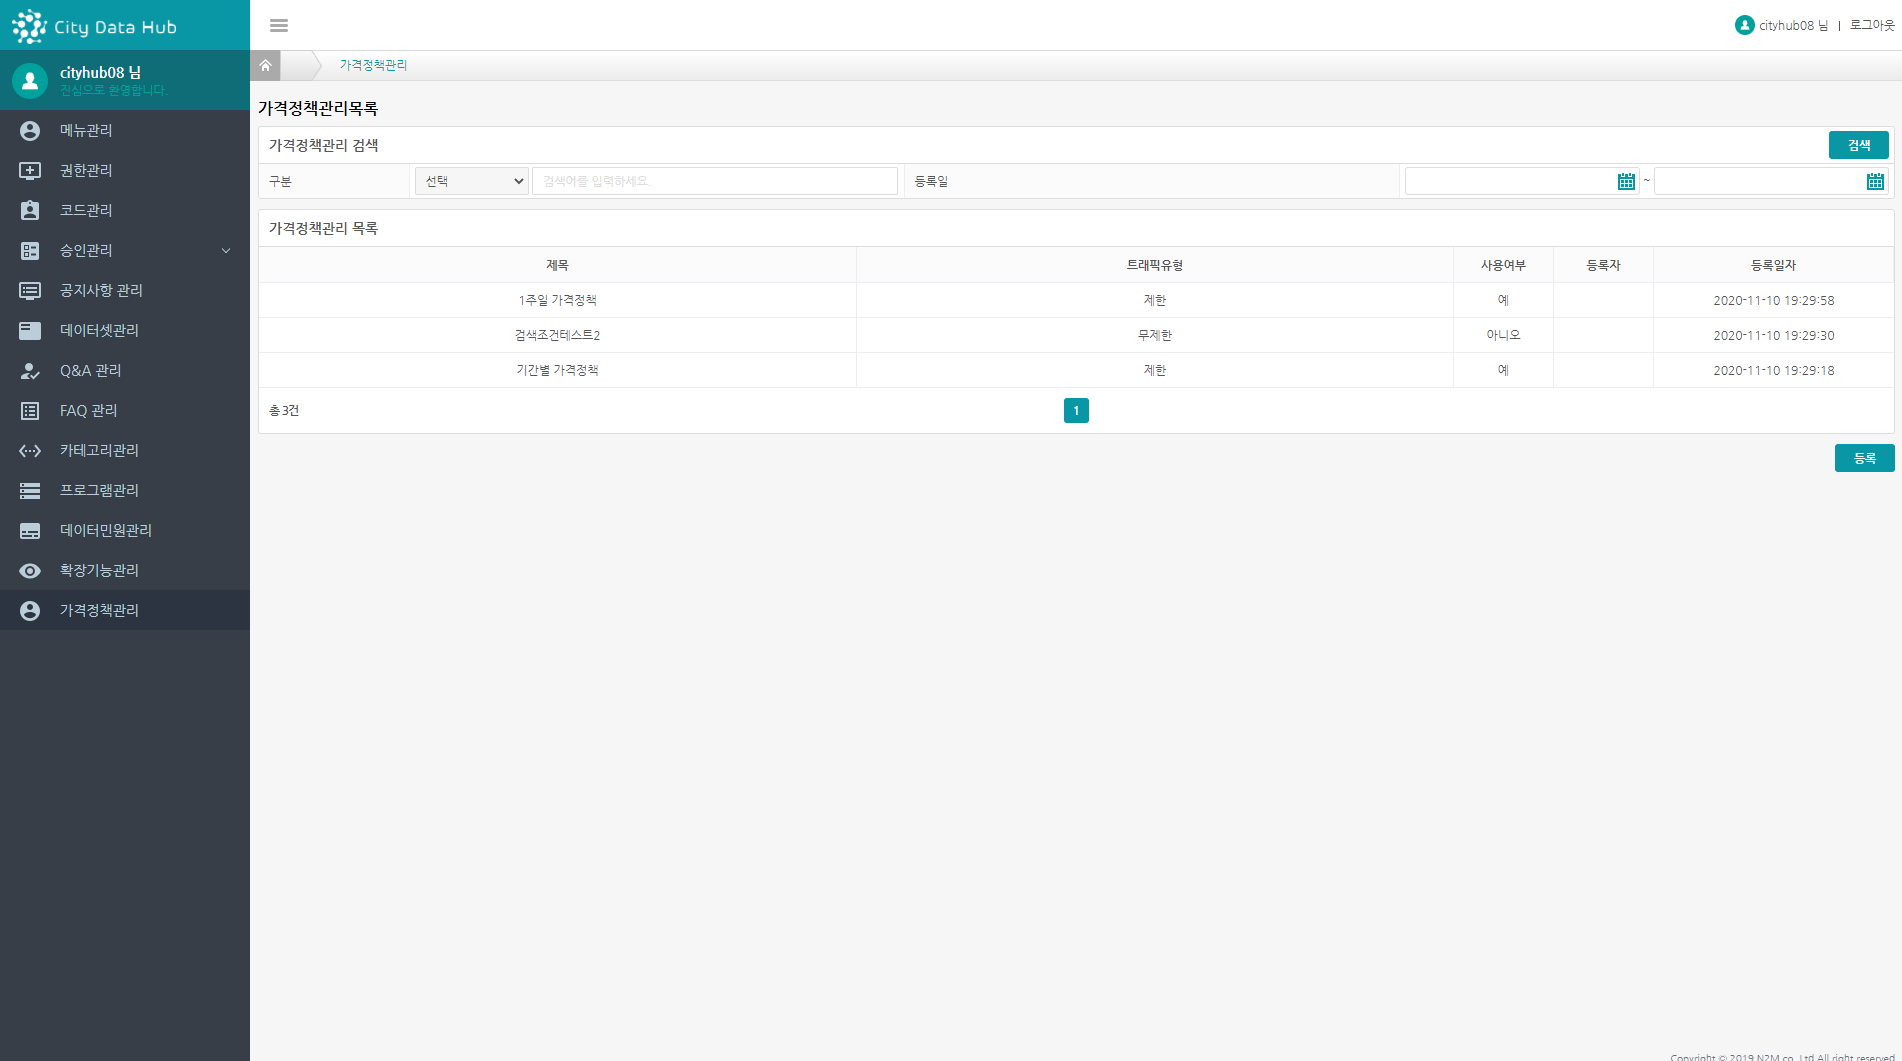 City Data Hub
cityhub08 님 | 로그아웃
cityhub08 님
진심으로 환영합니다.
메뉴관리
권한관리
코드관리
승인관리
공지사항 관리
데이터셋관리
Q&A 관리
FAQ 관리
카테고리관리
프로그램관리
데이터민원관리
확장기능관리
가격정책관리
가격정책관리
가격정책관리목록
가격정책관리 검색 검색
구분 선택 검색어를 입력하세요. 등록일 ~
가격정책관리 목록
제목 트래픽유형 사용여부 등록자 등록일자
1주일 가격정책 제한 예 2020-11-10 19:29:58
검색조건테스트2 무제한 아니오 2020-11-10 19:29:30
기간별 가격정책 제한 예 2020-11-10 19:29:18
총 3건 1
등록
Copyright © 2019 N2M co. Ltd All right reserved